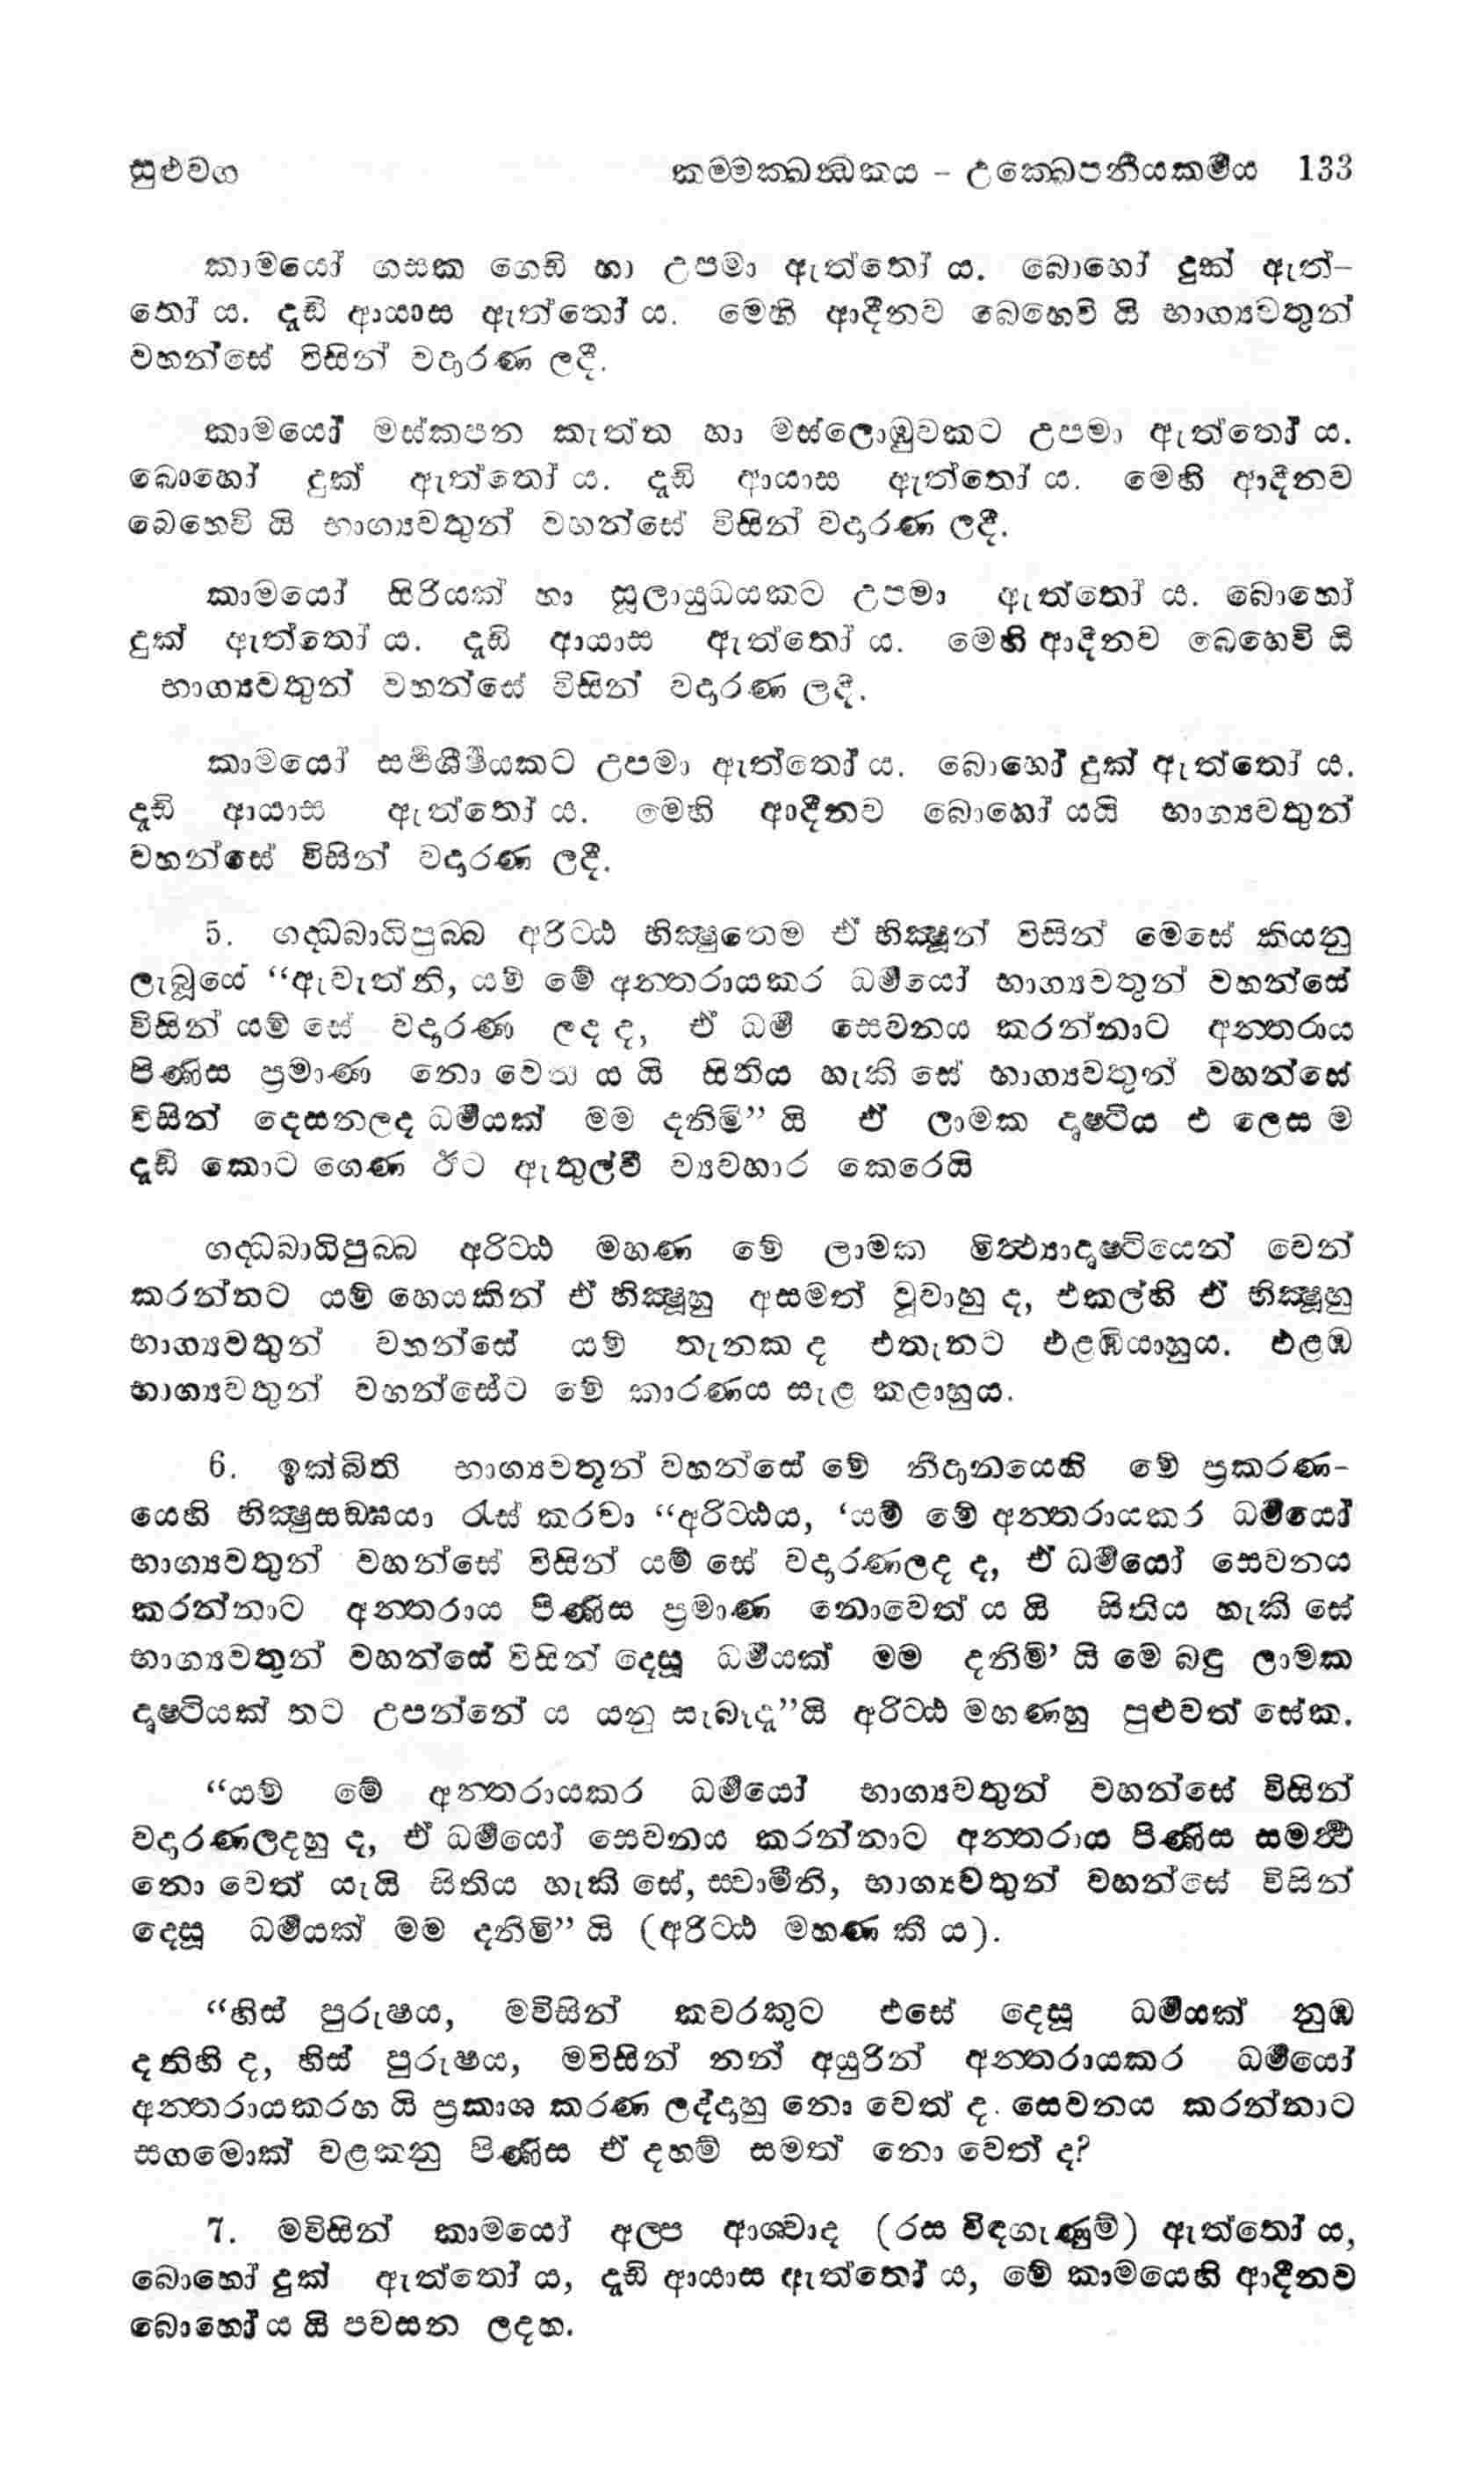 සුළුවග කම්මක්ඛන්ධකය - උක්ඛෙපනීයකර්‍මය 133
කාමයෝ ගසක ගෙඩි හා උපමා ඇත්තෝ ය. බොහෝ දුක් ඇත්-
තෝ ය. දැඩි ආයාස ඇත්තෝ ය. මෙහි ආදීනව බෙහෙවි යි භාග්‍යවතුන්
වහන්සේ විසින් වදාරණ ලදී.
කාමයෝ මස්කපන කැත්ත හා මස්ලොඹුවකට උපමා ඇත්තෝ ය.
බොහෝ දුක් ඇත්තෝ ය. දැඩි ආයාස ඇත්තෝ ය. මෙහි ආදීනව
බෙහෙවි යි භාග්‍යවතුන් වහන්සේ විසින් වදාරණ ලදී.
කාමයෝ සිරියක් හා සූලායුධයකට උපමා ඇත්තෝ ය. බොහෝ
දුක් ඇත්තෝ ය. දැඩි ආයාස ඇත්තෝ ය. මෙහි ආදීනව බෙහෙවි යි
භාග්‍යවතුන් වහන්සේ විසින් වදාරණ ලදී.
කාමයෝ සර්‍පශීර්‍ෂයකට උපමා ඇත්තෝ ය. බොහෝ දුක් ඇත්තෝ ය.
දැඩි ආයාස ඇත්තෝ ය. මෙහි ආදීනව බොහෝ යයි භාග්‍යවතුන්
වහන්සේ විසින් වදාරණ ලදී.
5. ගද්ධබාධිපුබ්බ අරිට්ඨ භික්‍ෂුතෙම ඒ භික්‍ෂූන් විසින් මෙසේ කියනු
ලැබූයේ “ඇවැත්නි, යම් මේ අන්තරායකර ධර්‍මයෝ භාග්‍යවතුන් වහන්සේ
විසින් යම් සේ වදාරණ ලද ද, ඒ ධර්‍ම සෙවනය කරන්නාට අන්තරාය
පිණිස ප්‍රමාණ නො වෙත් ය යි සිතිය හැකි සේ භාග්‍යවතුන් වහන්සේ
විසින් දෙසනලද ධර්‍මයක් මම දනිමි” යි ඒ ලාමක දෘෂ්ටිය එ ලෙස ම
දැඩි කොට ගෙණ ඊට ඇතුල්වී ව්‍යවහාර කෙරෙයි
ගද්ධබාධිපුබ්බ අරිට්ඨ මහණ මේ ලාමක මිත්‍ථ්‍යාදෘෂ්ටියෙන් වෙන්
කරන්නට යම් හෙයකින් ඒ භික්‍ෂූහු අසමත් වූවාහු ද, එකල්හි ඒ භික්‍ෂූහු
භාග්‍යවතුන් වහන්සේ යම් තැනක ද එතැනට එළඹියාහුය. එළඹ
භාග්‍යවතුන් වහන්සේට මේ කාරණය සැළ කළාහුය.
6. ඉක්බිති භාග්‍යවතූන් වහන්සේ මේ නිදානයෙහි මේ ප්‍රකරණ-
යෙහි භික්‍ෂුසඞ්ඝයා රැස් කරවා “අරිට්ඨය, ‘යම් මේ අන්තරායකර ධර්‍මයෝ
භාග්‍යවතුන් වහන්සේ විසින් යම් සේ වදාරණලද ද, ඒ ධර්‍මයෝ සෙවනය
කරන්නාට අන්තරාය පිණිස ප්‍රමාණ නොවෙත් ය යි සිතිය හැකි සේ
භාග්‍යවතුන් වහන්සේ විසින් දෙසූ ධර්‍මයක් මම දනිමි’ යි මෙ බඳු ලාමක
දෘෂ්ටියක් තට උපන්නේ ය යනු සැබෑදැ”යි අරිට්ඨ මහණහු පුළුවත් සේක.
“යම් මේ අන්තරායකර ධර්‍මයෝ භාග්‍යවතුන් වහන්සේ විසින්
වදාරණලදහු ද, ඒ ධර්‍මයෝ සෙවනය කරන්නාට අන්තරාය පිණිස සමර්‍ථ
නො වෙත් යැයි සිතිය හැකි සේ, ස්වාමීනි, භාග්‍යවතුන් වහන්සේ විසින්
දෙසූ ධර්‍මයක් මම දනිමි” යි (අරිට්ඨ මහණ කී ය).
“හිස් පුරුෂය, මවිසින් කවරකුට එසේ දෙසූ ධර්‍මයක් නුඹ
දනිහි ද, හිස් පුරුෂය, මවිසින් නන් අයුරින් අන්තරායකර ධර්‍මයෝ
අන්තරායකරහ යි ප්‍රකාශ කරණ ලද්දාහු නො වෙත් ද. සෙවනය කරන්නාට
සගමොක් වළකනු පිණිස ඒ දහම් සමත් නො වෙත් ද?
7. මවිසින් කාමයෝ අල්ප ආශ්වාද (රස විඳගැණුම්) ඇත්තෝ ය,
බොහෝ දුක් ඇත්තෝ ය, දැඩි ආයාස ඇත්තෝ ය, මේ කාමයෙහි ආදීනව
බොහෝ ය යි පවසන ලදහ.